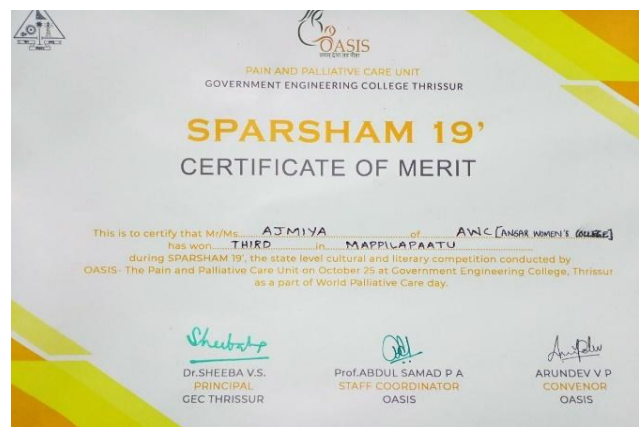 OASIS
PAIN AND PALLIATIVE CARE UNIT
GOVERNMENT ENGINEERING COLLEGE THRISSUR
SPARSHAM 19'
CERTIFICATE OF MERIT
This is to certify that Mr/Ms. AJMIYA of AWC [ANSAR WOMEN'S COLLEGE]
has won THIRD in MAPPILAPAATU
during SPARSHAM 19', the state level cultural and literary competition conducted by
OASIS- The Pain and Palliative Care Unit on October 25 at Government Engineering College, Thrissur
as a part of World Palliative Care day.
Dr.SHEEBA V.S. Prof.ABDUL SAMAD P A ARUNDEV V P
PRINCIPAL STAFF COORDINATOR CONVENOR
GEC THRISSUR OASIS OASIS